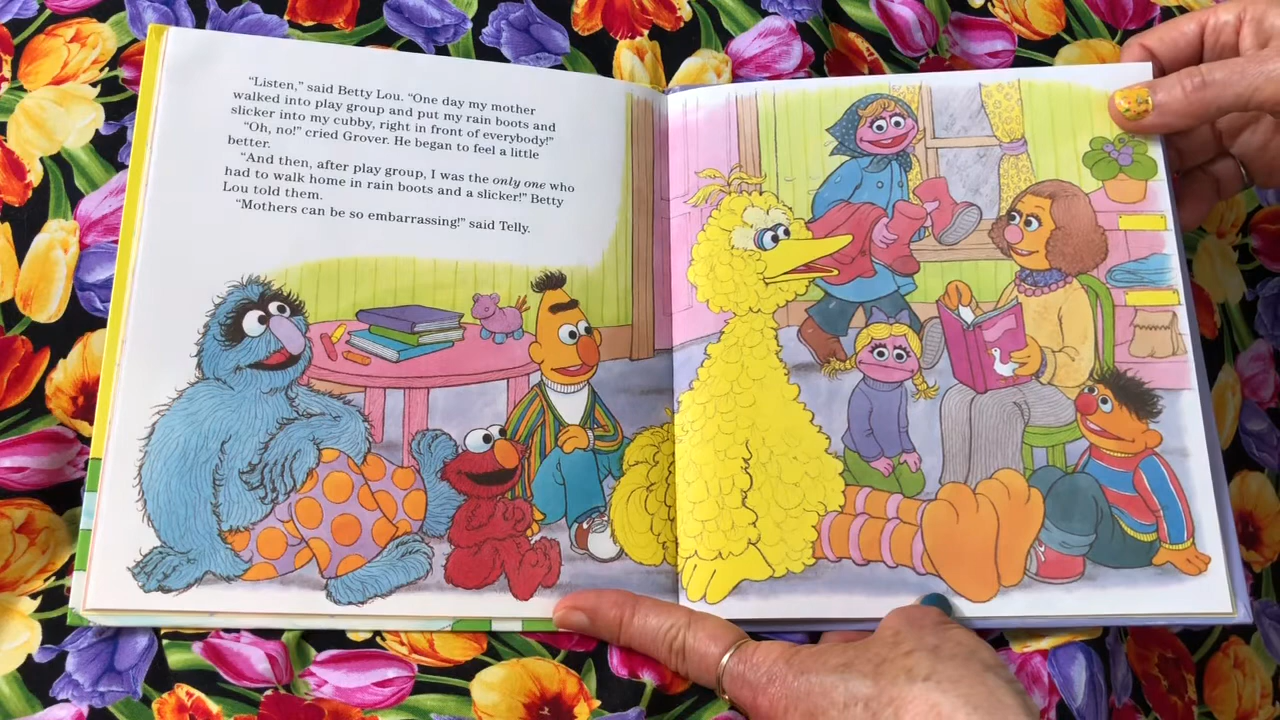 “Listen,” said Betty Lou. “One day my mother
walked into play group and put my rain boots and
slicker into my cubby, right in front of everybody!”
“Oh, no!” cried Grover. He began to feel a little
better.
“And then, after play group, I was the only one who
had to walk home in rain boots and a slicker!” Betty
Lou told them.
“Mothers can be so embarrassing!” said Telly.